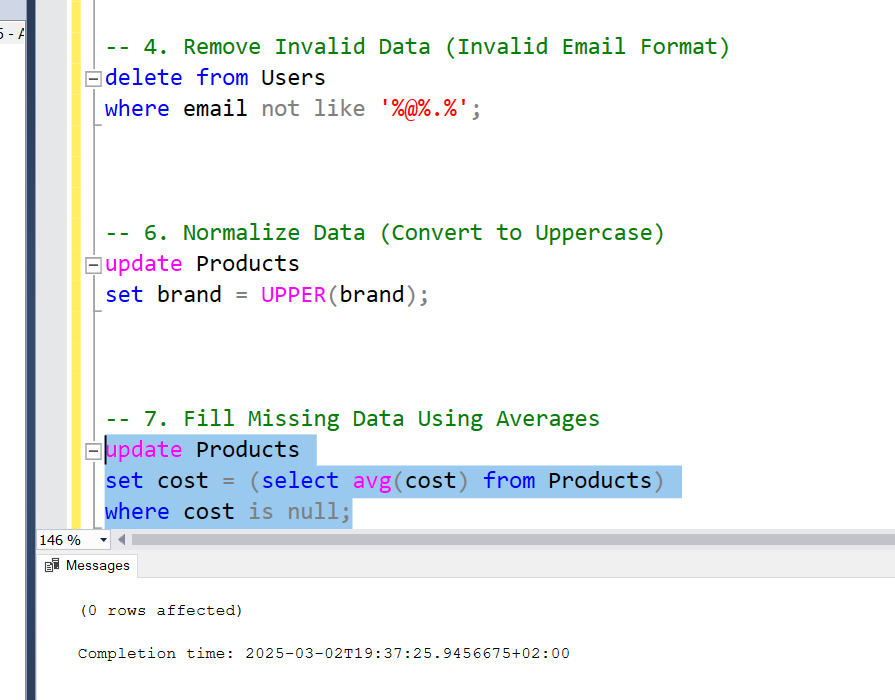 5 - A
-- 4. Remove Invalid Data (Invalid Email Format)
delete from Users
where email not like '%@%.%';
-- 6. Normalize Data (Convert to Uppercase)
update Products
set brand = UPPER(brand);
-- 7. Fill Missing Data Using Averages
update Products
set cost = (select avg(cost) from Products)
where cost is null;
146 %
Messages
(0 rows affected)
Completion time: 2025-03-02T19:37:25.9456675+02:00